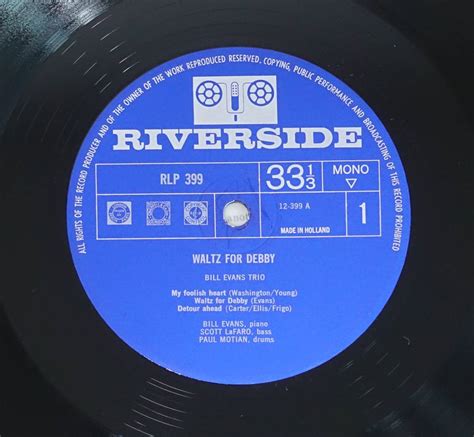 ALL RIGHTS OF THE RECORD PRODUCER AND OF THE OWNER OF THE WORK REPRODUCED RESERVED. COPYING, PUBLIC PERFORMANCE AND BROADCASTING OF THIS RECORD PROHIBITED
RIVERSIDE
RLP 399
33 1/3
MONO
12-399 A
1
MADE IN HOLLAND
WALTZ FOR DEBBY
BILL EVANS TRIO
My foolish heart (Washington/Young)
Waltz for Debby (Evans)
Detour ahead (Carter/Ellis/Frigo)
BILL EVANS, piano
SCOTT LaFARO, bass
PAUL MOTIAN, drums